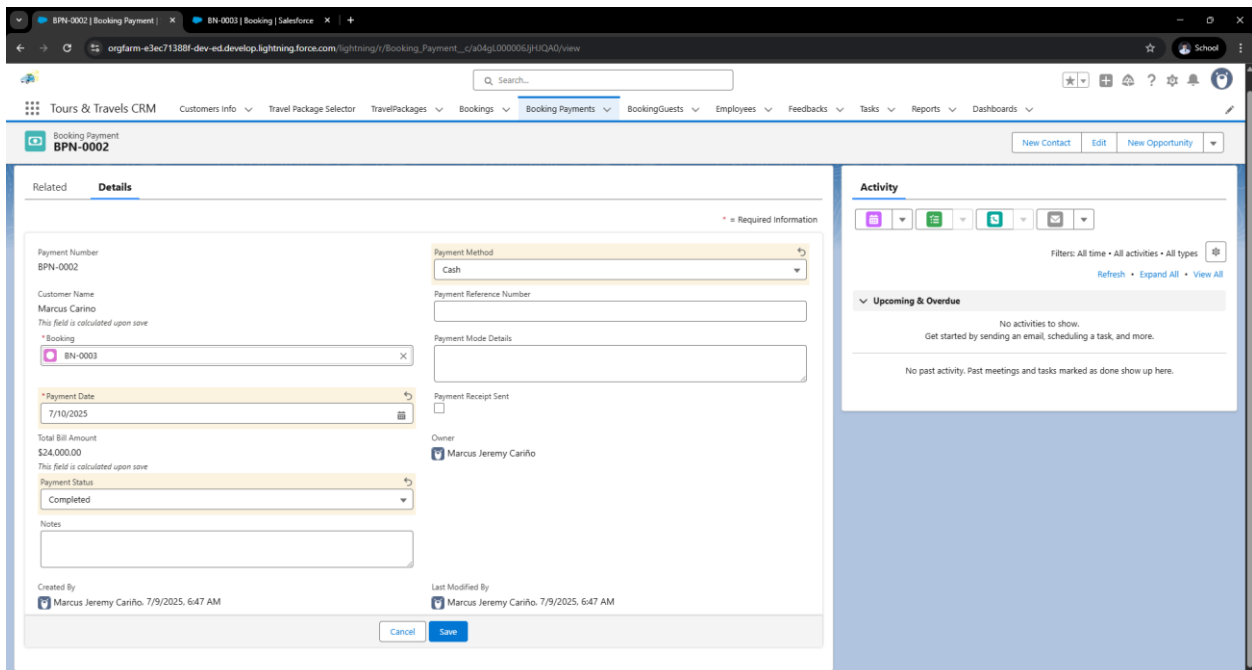 BPN-0002 | Booking Payment | × BN-0003 | Booking | Salesforce × +
orgfarm-e3ec71388f-dev-ed.develop.lightning.force.com/lightning/r/Booking_Payment__c/a04gL000006JjHJQA0/view School
Search...
Tours & Travels CRM Customers Info Travel Package Selector TravelPackages Bookings Booking Payments BookingGuests Employees Feedbacks Tasks Reports Dashboards
Booking Payment
BPN-0002
New Contact Edit New Opportunity
Related Details
* = Required Information
Payment Number
BPN-0002
Payment Method
Cash
Customer Name
Marcus Carino
This field is calculated upon save
Payment Reference Number
*Booking
BN-0003
Payment Mode Details
*Payment Date
7/10/2025
Payment Receipt Sent
Total Bill Amount
$24,000.00
This field is calculated upon save
Owner
Marcus Jeremy Cariño
Payment Status
Completed
Notes
Created By
Marcus Jeremy Cariño, 7/9/2025, 6:47 AM
Last Modified By
Marcus Jeremy Cariño, 7/9/2025, 6:47 AM
Cancel Save
Activity
Filters: All time • All activities • All types
Refresh • Expand All • View All
Upcoming & Overdue
No activities to show.
Get started by sending an email, scheduling a task, and more.
No past activity. Past meetings and tasks marked as done show up here.